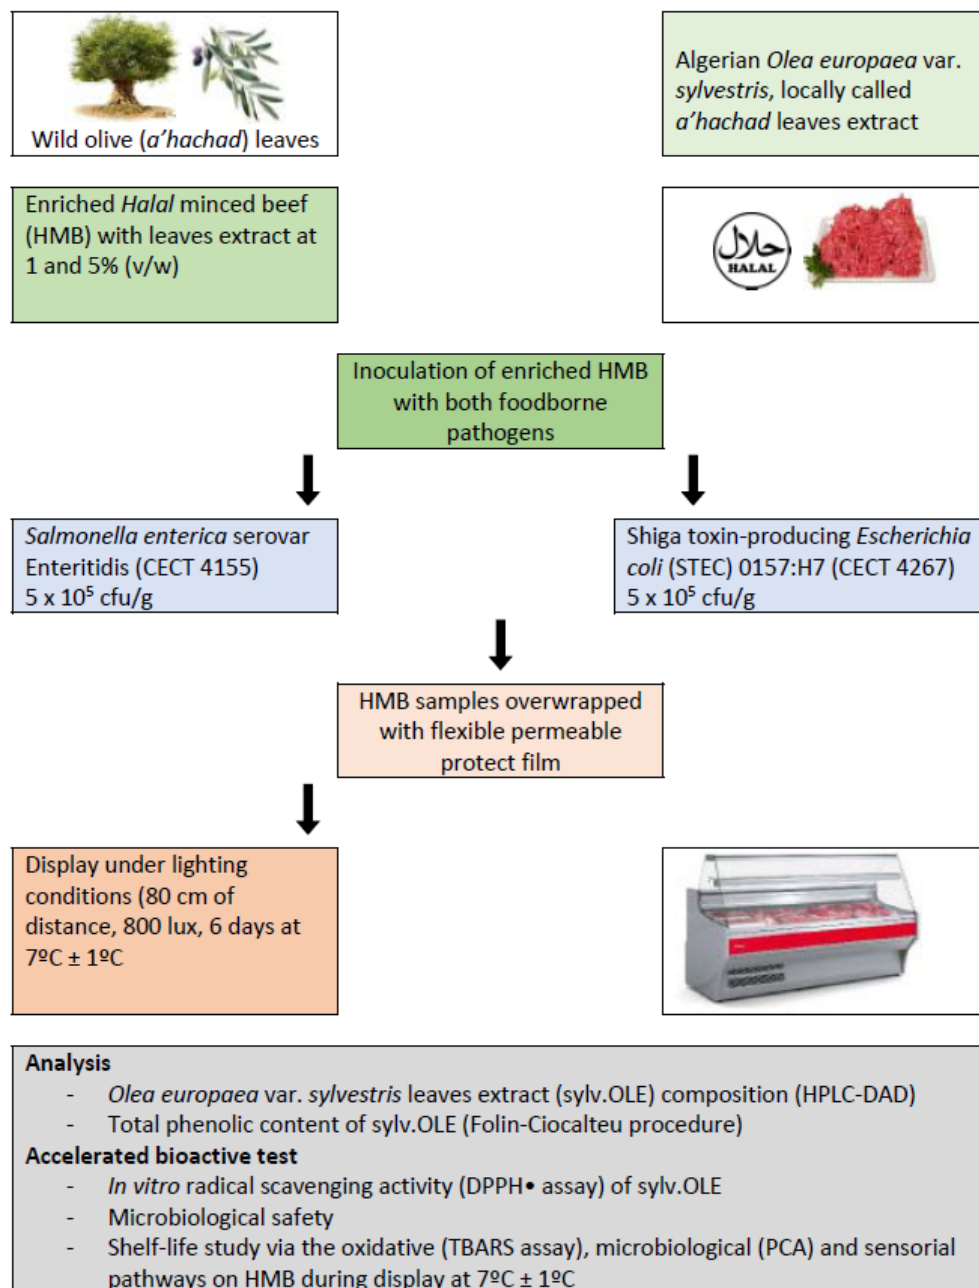 Wild olive (a'hachad) leaves
Algerian Olea europaea var.
sylvestris, locally called
a'hachad leaves extract
Enriched Halal minced beef
(HMB) with leaves extract at
1 and 5% (v/w)
حلال
HALAL
Inoculation of enriched HMB
with both foodborne
pathogens
Salmonella enterica serovar
Enteritidis (CECT 4155)
5 x 10⁵ cfu/g
Shiga toxin-producing Escherichia
coli (STEC) 0157:H7 (CECT 4267)
5 x 10⁵ cfu/g
HMB samples overwrapped
with flexible permeable
protect film
Display under lighting
conditions (80 cm of
distance, 800 lux, 6 days at
7ºC ± 1ºC
Analysis
- Olea europaea var. sylvestris leaves extract (sylv.OLE) composition (HPLC-DAD)
- Total phenolic content of sylv.OLE (Folin-Ciocalteu procedure)
Accelerated bioactive test
- In vitro radical scavenging activity (DPPH• assay) of sylv.OLE
- Microbiological safety
- Shelf-life study via the oxidative (TBARS assay), microbiological (PCA) and sensorial
pathways on HMB during display at 7ºC ± 1ºC